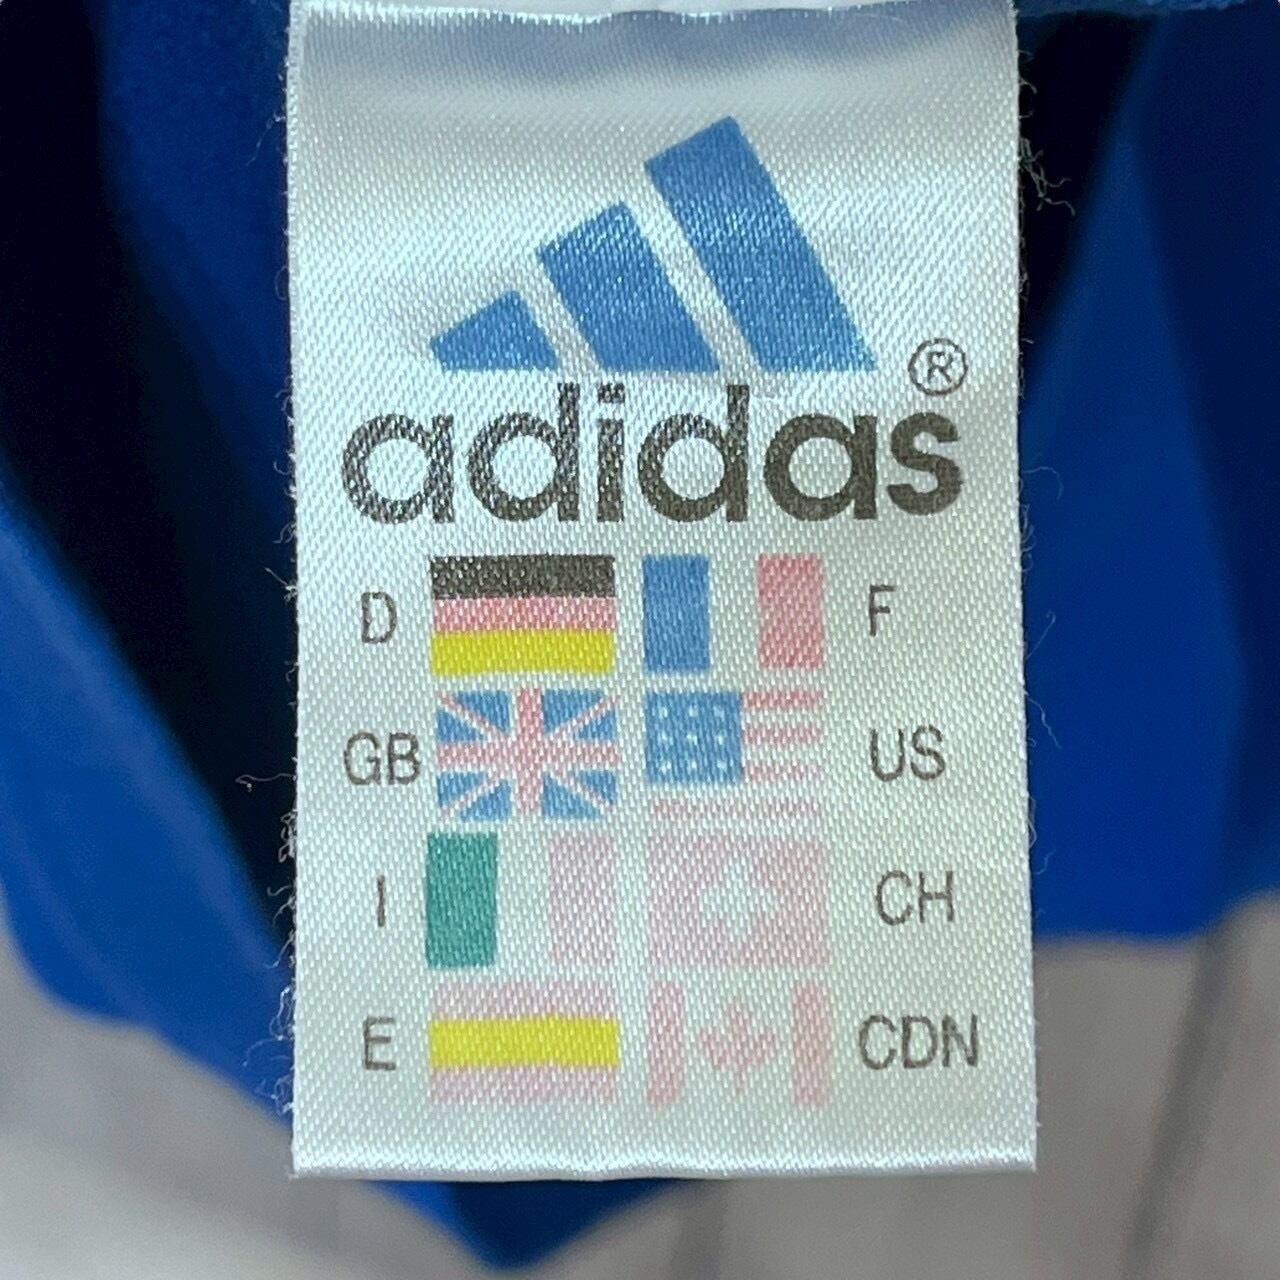 adidas®
D F
GB US
I CH
E CDN